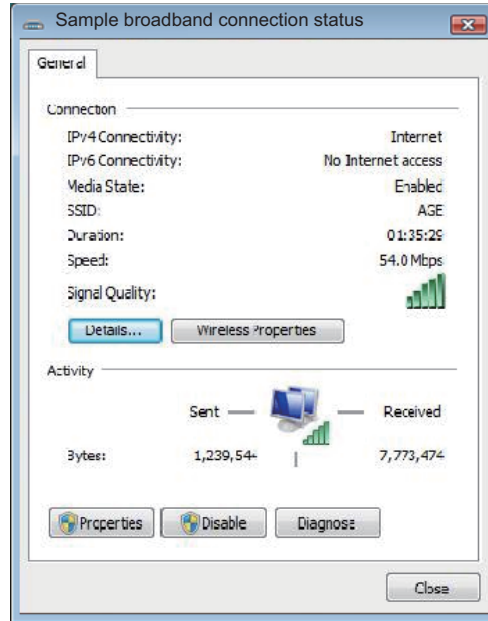 Sample broadband connection status
General
Connection
IPv4 Connectivity: Internet
IPv6 Connectivity: No Internet access
Media State: Enabled
SSID: AGE
Duration: 01:35:29
Speed: 54.0 Mbps
Signal Quality:
Details... Wireless Properties
Activity
Sent Received
Bytes: 1,239,544 7,773,474
Properties Disable Diagnose
Close